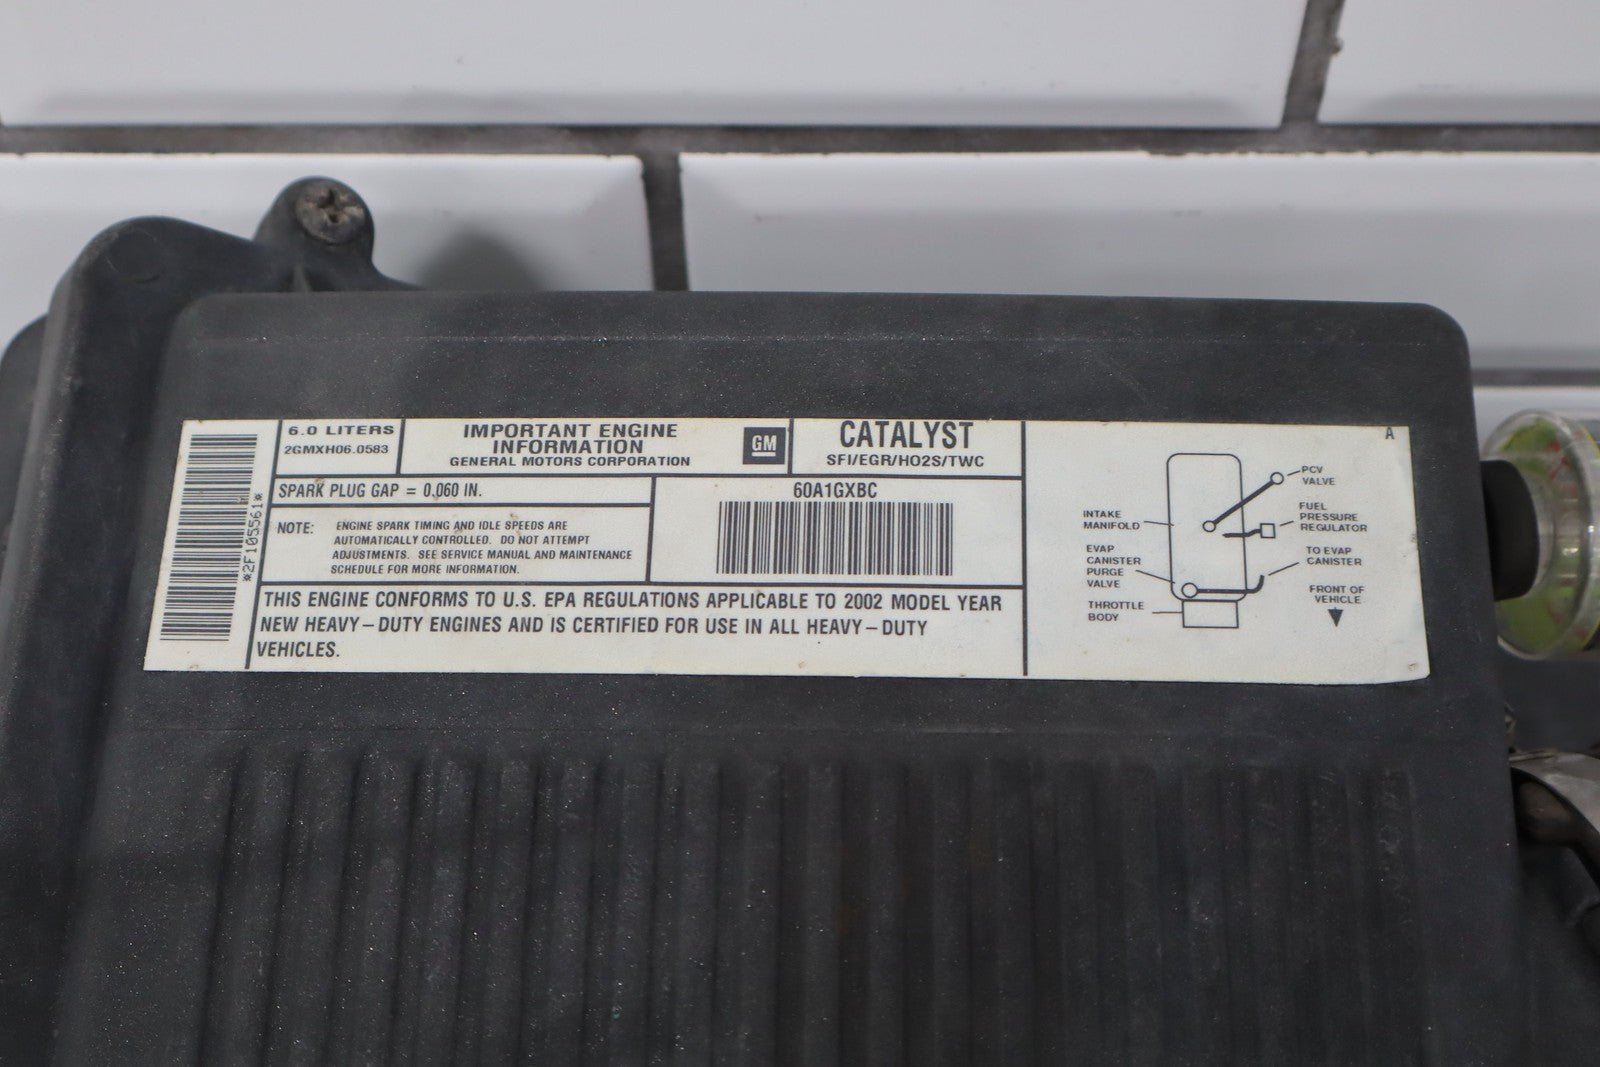 *2F105561*
6.0 LITERS
2GMXH06.0583
IMPORTANT ENGINE
INFORMATION
GENERAL MOTORS CORPORATION
GM
CATALYST
SFI/EGR/HO2S/TWC
SPARK PLUG GAP = 0.060 IN.
NOTE: ENGINE SPARK TIMING AND IDLE SPEEDS ARE
AUTOMATICALLY CONTROLLED. DO NOT ATTEMPT
ADJUSTMENTS. SEE SERVICE MANUAL AND MAINTENANCE
SCHEDULE FOR MORE INFORMATION.
60A1GXBC
THIS ENGINE CONFORMS TO U.S. EPA REGULATIONS APPLICABLE TO 2002 MODEL YEAR
NEW HEAVY-DUTY ENGINES AND IS CERTIFIED FOR USE IN ALL HEAVY-DUTY
VEHICLES.
A
PCV
VALVE
INTAKE
MANIFOLD
FUEL
PRESSURE
REGULATOR
EVAP
CANISTER
PURGE
VALVE
TO EVAP
CANISTER
THROTTLE
BODY
FRONT OF
VEHICLE